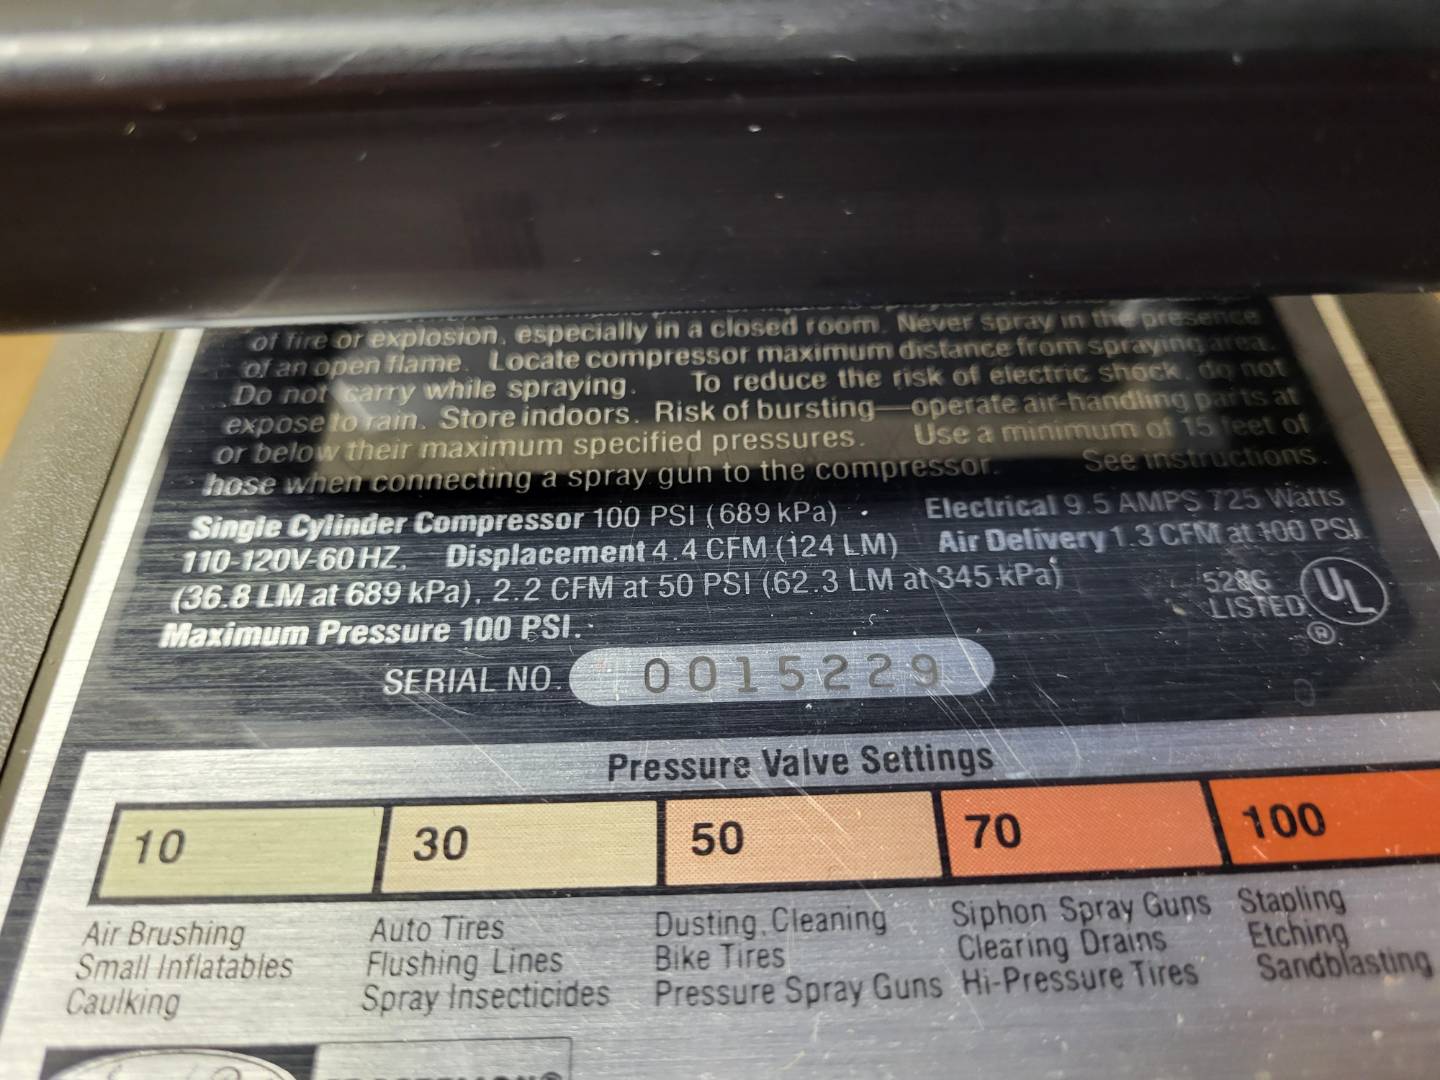 of fire or explosion, especially in a closed room. Never spray in the presence
of an open flame. Locate compressor maximum distance from spraying area.
Do not carry while spraying. To reduce the risk of electric shock, do not
expose to rain. Store indoors. Risk of bursting—operate air-handling parts at
or below their maximum specified pressures. Use a minimum of 15 feet of
hose when connecting a spray gun to the compressor. See instructions.
Single Cylinder Compressor 100 PSI (689 kPa) Electrical 9.5 AMPS 725 Watts
110-120V-60 HZ. Displacement 4.4 CFM (124 LM) Air Delivery 1.3 CFM at 100 PSI
(36.8 LM at 689 kPa), 2.2 CFM at 50 PSI (62.3 LM at 345 kPa)
Maximum Pressure 100 PSI.
528G
LISTED
UL
®
SERIAL NO. 0015229
Pressure Valve Settings
10 30 50 70 100
Air Brushing Auto Tires Dusting, Cleaning Siphon Spray Guns Stapling
Small Inflatables Flushing Lines Bike Tires Clearing Drains Etching
Caulking Spray Insecticides Pressure Spray Guns Hi-Pressure Tires Sandblasting